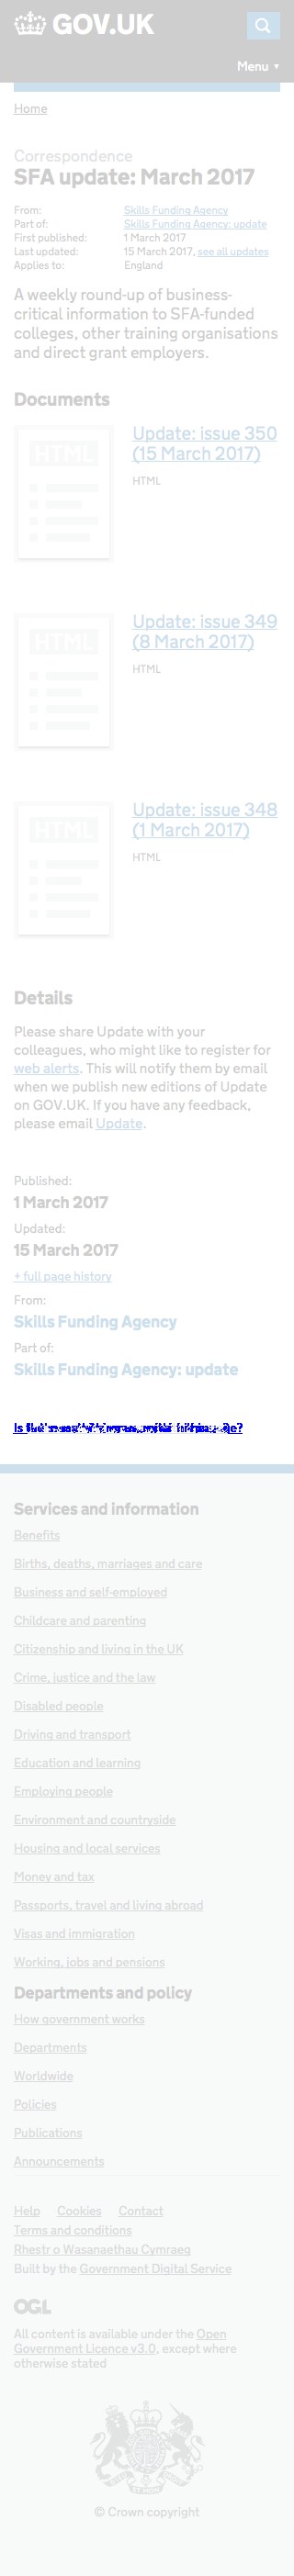 GOV.UK
Menu ▼
Home
Correspondence
SFA update: March 2017
From: Skills Funding Agency
Part of: Skills Funding Agency: update
First published: 1 March 2017
Last updated: 15 March 2017, see all updates
Applies to: England
A weekly round-up of business-
critical information to SFA-funded
colleges, other training organisations
and direct grant employers.
Documents
HTML
Update: issue 350
(15 March 2017)
HTML
HTML
Update: issue 349
(8 March 2017)
HTML
HTML
Update: issue 348
(1 March 2017)
HTML
Details
Please share Update with your
colleagues, who might like to register for
web alerts. This will notify them by email
when we publish new editions of Update
on GOV.UK. If you have any feedback,
please email Update.
Published:
1 March 2017
Updated:
15 March 2017
+ full page history
From:
Skills Funding Agency
Part of:
Skills Funding Agency: update
Services and information
Benefits
Births, deaths, marriages and care
Business and self-employed
Childcare and parenting
Citizenship and living in the UK
Crime, justice and the law
Disabled people
Driving and transport
Education and learning
Employing people
Environment and countryside
Housing and local services
Money and tax
Passports, travel and living abroad
Visas and immigration
Working, jobs and pensions
Departments and policy
How government works
Departments
Worldwide
Policies
Publications
Announcements
Help Cookies Contact
Terms and conditions
Rhestr o Wasanaethau Cymraeg
Built by the Government Digital Service
OGL
All content is available under the Open
Government Licence v3.0, except where
otherwise stated
© Crown copyright